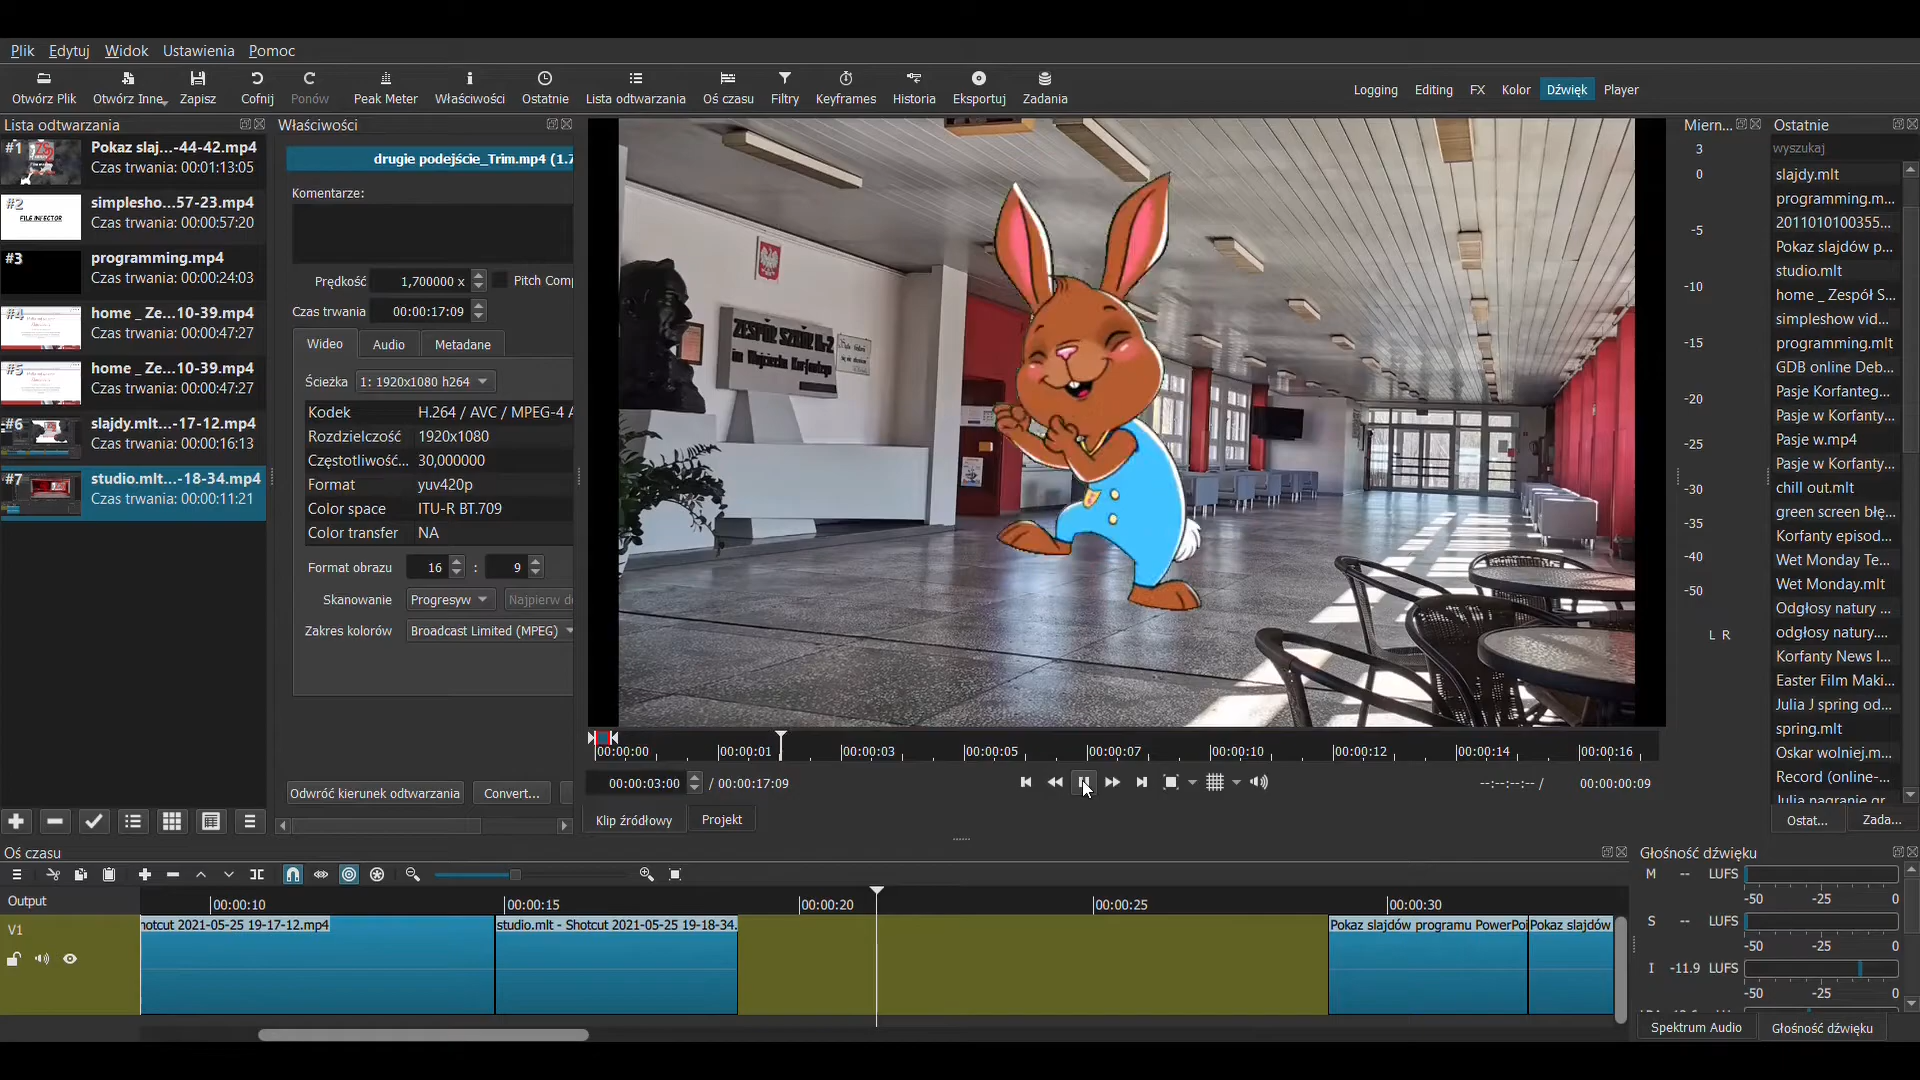 Plik Edytuj Widok Ustawienia Pomoc
Otwórz Plik Otwórz Inne Zapisz Cofnij Ponów Peak Meter Właściwości Ostatnie Lista odtwarzania Oś czasu Filtry Keyframes Historia Eksportuj Zadania
Logging Editing FX Kolor Dźwięk Player
Lista odtwarzania
#1 Pokaz slaj...-44-42.mp4
Czas trwania: 00:01:13:05
#2 simplesho...57-23.mp4
Czas trwania: 00:00:57:20
FILE INJECTOR
#3 programming.mp4
Czas trwania: 00:00:24:03
#4 home _ Ze...10-39.mp4
Czas trwania: 00:00:47:27
#5 home _ Ze...10-39.mp4
Czas trwania: 00:00:47:27
#6 slajdy.mlt...-17-12.mp4
Czas trwania: 00:00:16:13
#7 studio.mlt...-18-34.mp4
Czas trwania: 00:00:11:21
Właściwości
drugie podejście_Trim.mp4 (1.7
Komentarze:
Prędkość 1,700000 x Pitch Comp
Czas trwania 00:00:17:09
Wideo Audio Metadane
Ścieżka 1: 1920x1080 h264
Kodek H.264 / AVC / MPEG-4 A
Rozdzielczość 1920x1080
Częstotliwość... 30,000000
Format yuv420p
Color space ITU-R BT.709
Color transfer NA
Format obrazu 16 : 9
Skanowanie Progresyw Najpierw do
Zakres kolorów Broadcast Limited (MPEG)
Odwróć kierunek odtwarzania Convert...
ZESPÓŁ SZKÓŁ Nr 2
im Wojciecha Korfantego
00:00:00 00:00:01 00:00:03 00:00:05 00:00:07 00:00:10 00:00:12 00:00:14 00:00:16
00:00:03:00 / 00:00:17:09
--:--:--:-- / 00:00:00:09
Klip źródłowy Projekt
Miern...
3
0
-5
-10
-15
-20
-25
-30
-35
-40
-50
L R
Ostatnie
wyszukaj
slajdy.mlt
programming.m...
2011010100355...
Pokaz slajdów p...
studio.mlt
home _ Zespół S...
simpleshow vid...
programming.mlt
GDB online Deb...
Pasje Korfanteg...
Pasje w Korfanty...
Pasje w.mp4
Pasje w Korfanty...
chill out.mlt
green screen błę...
Korfanty episod...
Wet Monday Te...
Wet Monday.mlt
Odgłosy natury ...
odgłosy natury....
Korfanty News I...
Easter Film Maki...
Julia J spring od...
spring.mlt
Oskar wolniej.m...
Record (online-...
Julia nagranie gr
Ostat... Zada...
Oś czasu
Output
00:00:10 00:00:15 00:00:20 00:00:25 00:00:30
V1
hotcut 2021-05-25 19-17-12.mp4 studio.mlt - Shotcut 2021-05-25 19-18-34. Pokaz slajdów programu PowerPoi Pokaz slajdów
Głośność dźwięku
M -- LUFS
-50 -25 0
S -- LUFS
-50 -25 0
I -11.9 LUFS
-50 -25 0
Spektrum Audio Głośność dźwięku